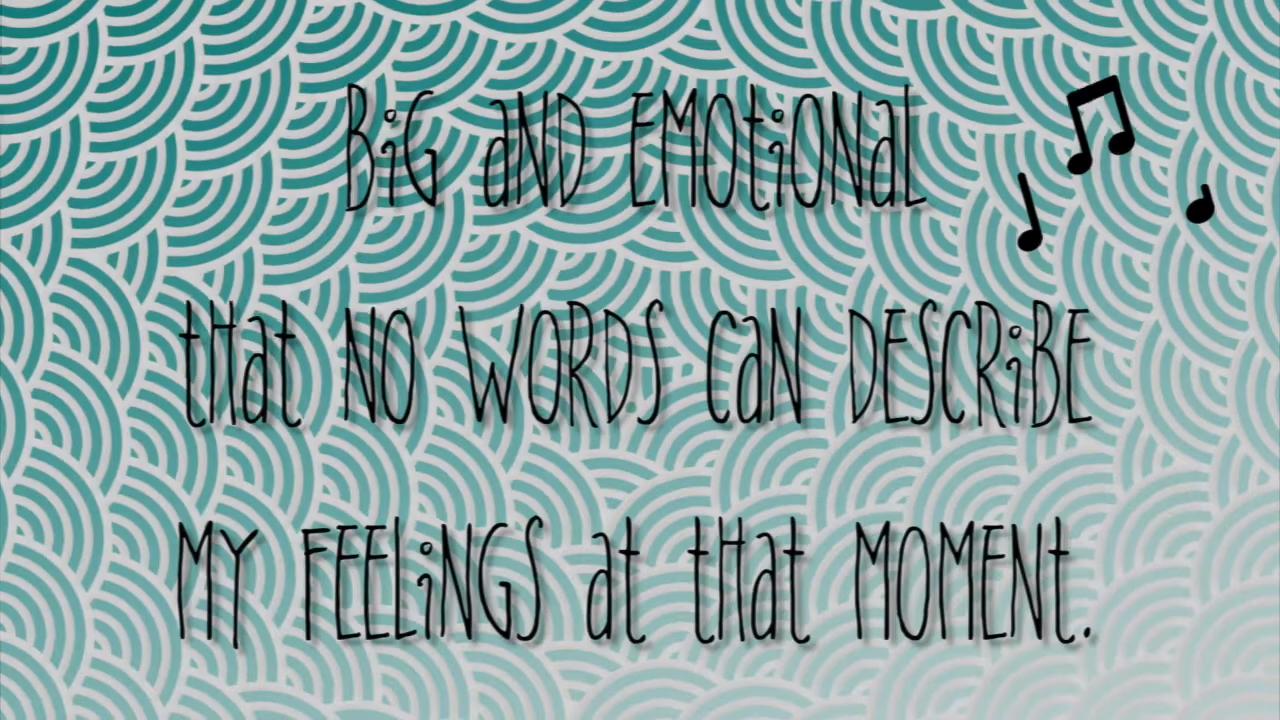 BiG aND EMOtiONal
tHat NO WORDS CaN DESCRiBE
MY FEELiNGS at tHat MOMENt.